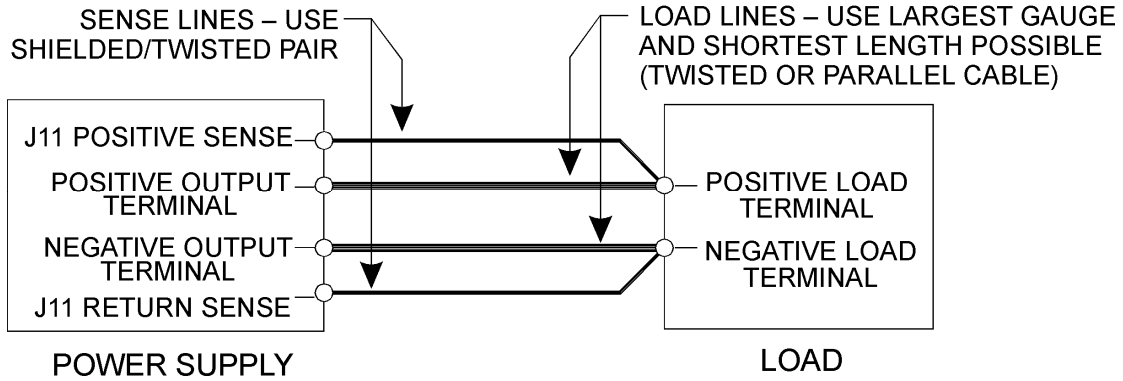 SENSE LINES – USE
SHIELDED/TWISTED PAIR
LOAD LINES – USE LARGEST GAUGE
AND SHORTEST LENGTH POSSIBLE
(TWISTED OR PARALLEL CABLE)
J11 POSITIVE SENSE
POSITIVE OUTPUT
TERMINAL
NEGATIVE OUTPUT
TERMINAL
J11 RETURN SENSE
POSITIVE LOAD
TERMINAL
NEGATIVE LOAD
TERMINAL
POWER SUPPLY
LOAD